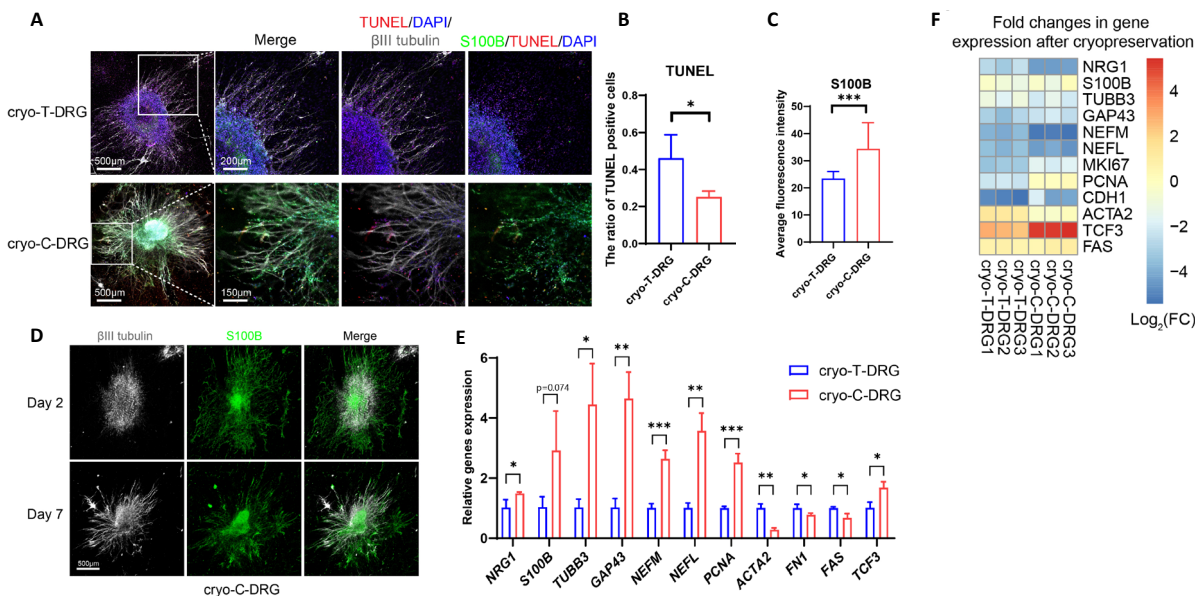 A
TUNEL/DAPI/
Merge
βIII tubulin
S100B/TUNEL/DAPI
cryo-T-DRG
500μm
200μm
cryo-C-DRG
500μm
150μm
B
TUNEL
*
The ratio of TUNEL positive cells
0.8
0.6
0.4
0.2
0.0
cryo-T-DRG
cryo-C-DRG
C
S100B
***
Average fluorescence intensity
50
40
30
20
10
0
cryo-T-DRG
cryo-C-DRG
F
Fold changes in gene
expression after cryopreservation
NRG1
S100B
TUBB3
GAP43
NEFM
NEFL
MKI67
PCNA
CDH1
ACTA2
TCF3
FAS
cryo-T-DRG1
cryo-T-DRG2
cryo-T-DRG3
cryo-C-DRG1
cryo-C-DRG2
cryo-C-DRG3
4
2
0
−2
−4
Log2(FC)
D
βIII tubulin
S100B
Merge
Day 2
Day 7
500μm
cryo-C-DRG
E
Relative genes expression
6
4
2
0
*
p=0.074
*
**
***
**
***
**
*
*
*
cryo-T-DRG
cryo-C-DRG
NRG1
S100B
TUBB3
GAP43
NEFM
NEFL
PCNA
ACTA2
FN1
FAS
TCF3